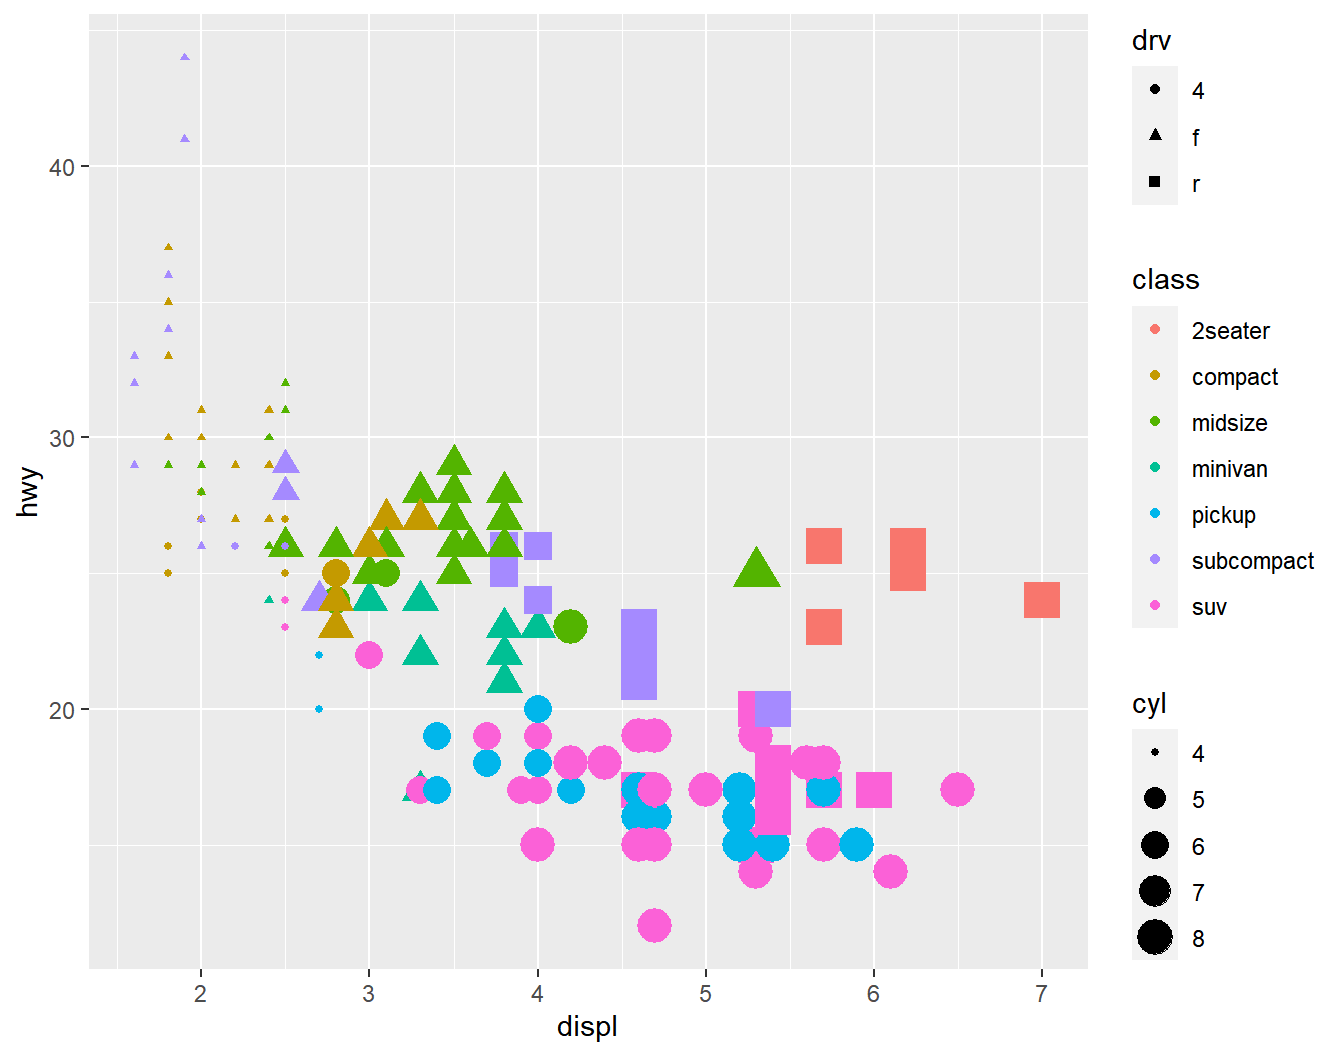 hwy
40
30
20
2 3 4 5 6 7
displ
drv
4
f
r
class
2seater
compact
midsize
minivan
pickup
subcompact
suv
cyl
4
5
6
7
8